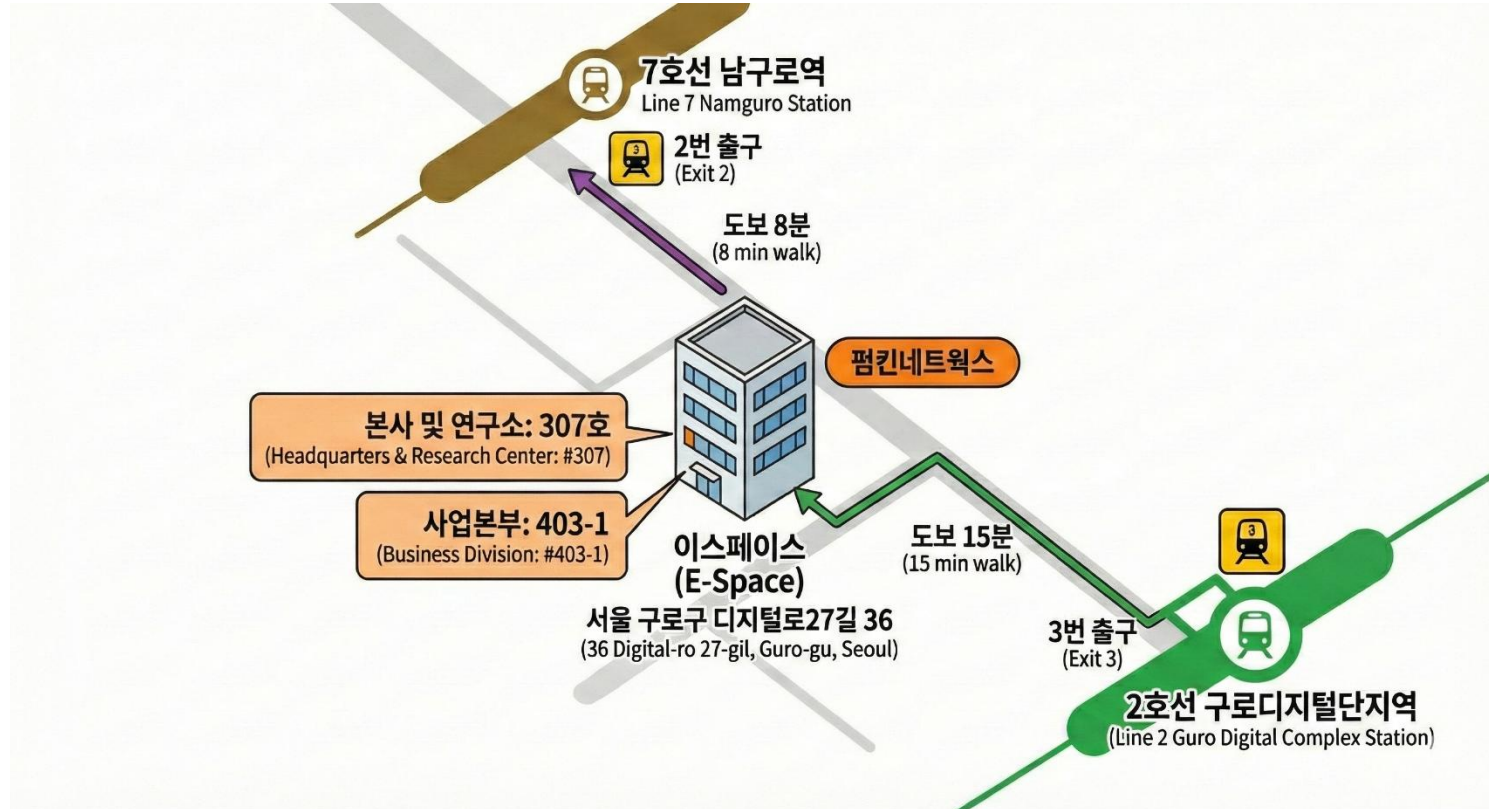 7호선 남구로역
Line 7 Namguro Station
3
2번 출구
(Exit 2)
도보 8분
(8 min walk)
펌킨네트웍스
본사 및 연구소: 307호
(Headquarters & Research Center: #307)
사업본부: 403-1
(Business Division: #403-1)
이스페이스
(E-Space)
서울 구로구 디지털로27길 36
(36 Digital-ro 27-gil, Guro-gu, Seoul)
도보 15분
(15 min walk)
3
3번 출구
(Exit 3)
2호선 구로디지털단지역
(Line 2 Guro Digital Complex Station)